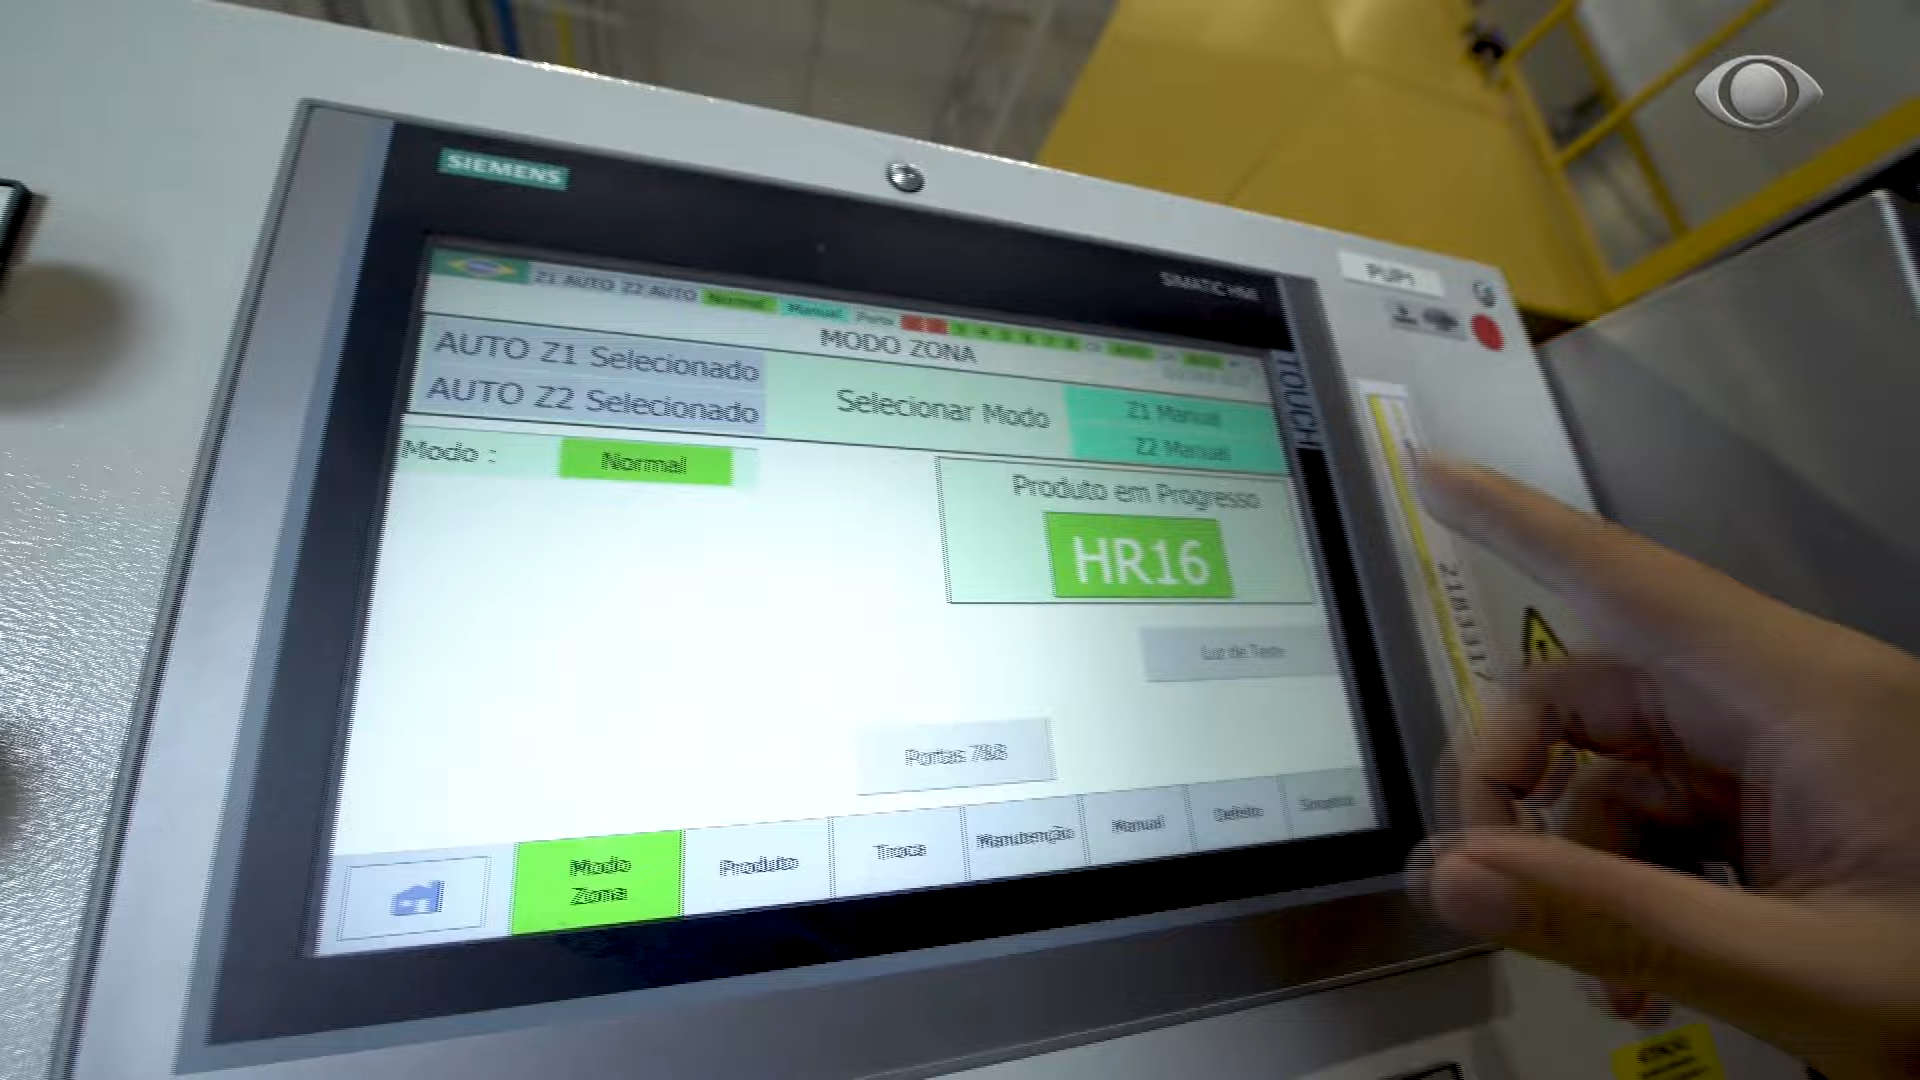 SIEMENS
SIMATIC HMI
TOUCH
PUP1
Z1 AUTO Z2 AUTO Normal Manual Porta
MODO ZONA
AUTO Z1 Selecionado
AUTO Z2 Selecionado
Selecionar Modo
Z1 Manual
Z2 Manual
Modo :
Normal
Produto em Progresso
HR16
Luz de Teste
Portas 7&8
Modo
Zona
Produto
Troca
Manutenção
Manual
Defeito